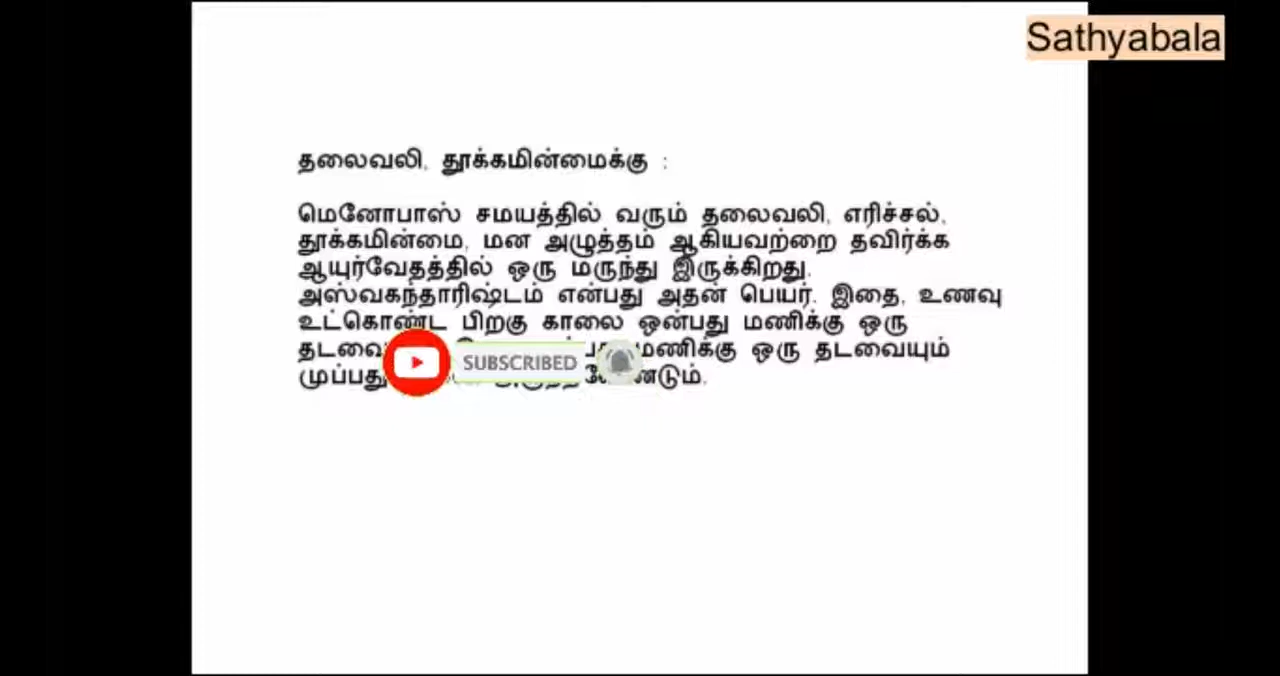 Sathyabala
தலைவலி, தூக்கமின்மைக்கு :
மெனோபாஸ் சமயத்தில் வரும் தலைவலி, எரிச்சல்,
தூக்கமின்மை, மன அழுத்தம் ஆகியவற்றை தவிர்க்க
ஆயுர்வேதத்தில் ஒரு மருந்து இருக்கிறது.
அஸ்வகந்தாரிஷ்டம் என்பது அதன் பெயர். இதை, உணவு
உட்கொண்ட பிறகு காலை ஒன்பது மணிக்கு ஒரு
மணிக்கு ஒரு தடவையும்
முப்பது
SUBSCRIBED